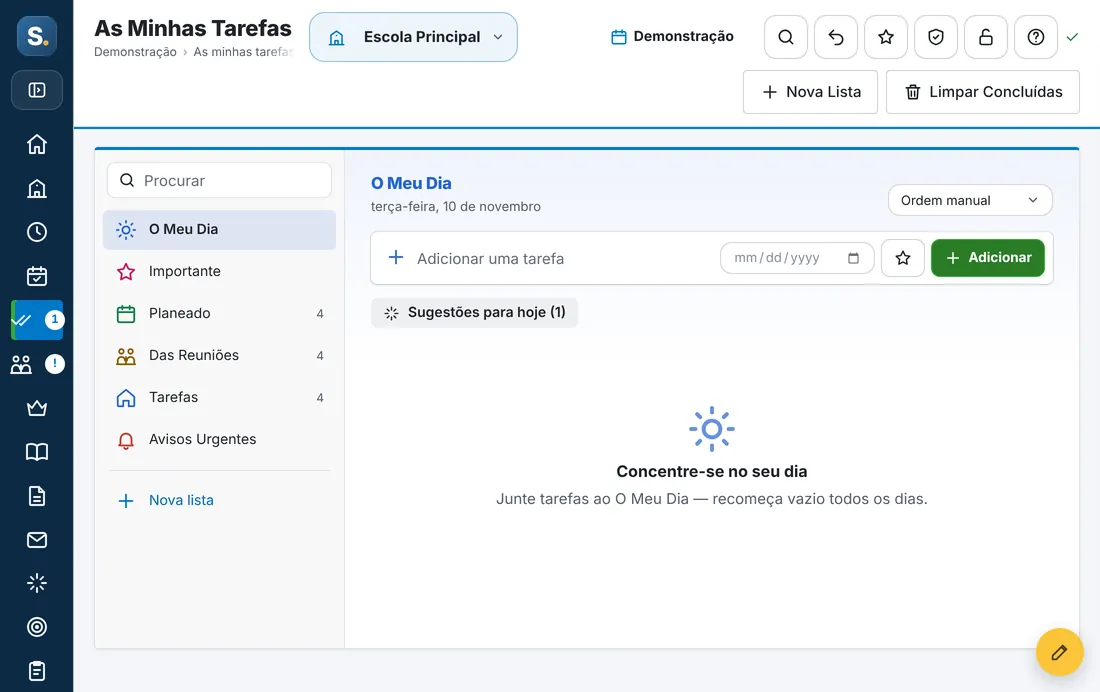 S.
As Minhas Tarefas
Demonstração › As minhas tarefas
Escola Principal
Demonstração
Nova Lista
Limpar Concluídas
1
!
Procurar
O Meu Dia
Importante
Planeado 4
Das Reuniões 4
Tarefas 4
Avisos Urgentes
Nova lista
O Meu Dia
terça-feira, 10 de novembro
Ordem manual
Adicionar uma tarefa
mm/dd/yyyy
Adicionar
Sugestões para hoje (1)
Concentre-se no seu dia
Junte tarefas ao O Meu Dia — recomeça vazio todos os dias.